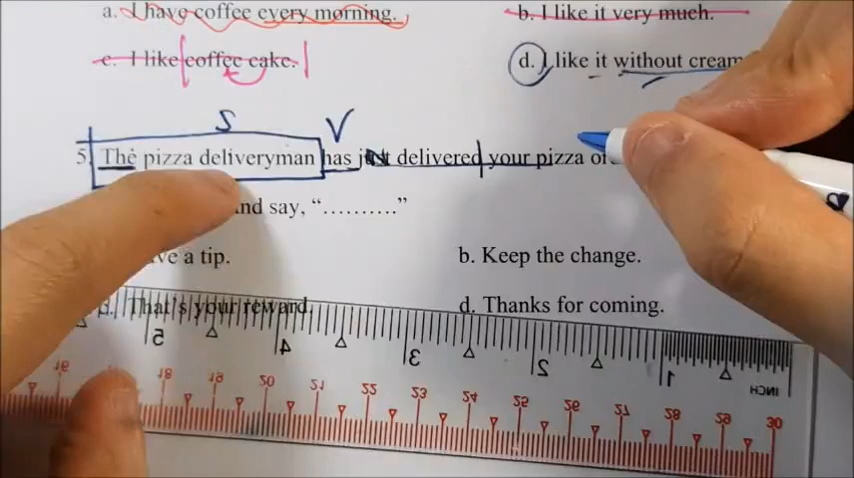 a. I have coffee every morning. b. I like it very much.
c. I like coffee cake. d. I like it without cream
S V
5. The pizza deliveryman has just delivered your pizza
and say, “……….”
a tip. b. Keep the change.
That's your reward. d. Thanks for coming.
5 4 3 2 1
INCH
16 18 19 20 21 22 23 24 25 26 27 28 29 30